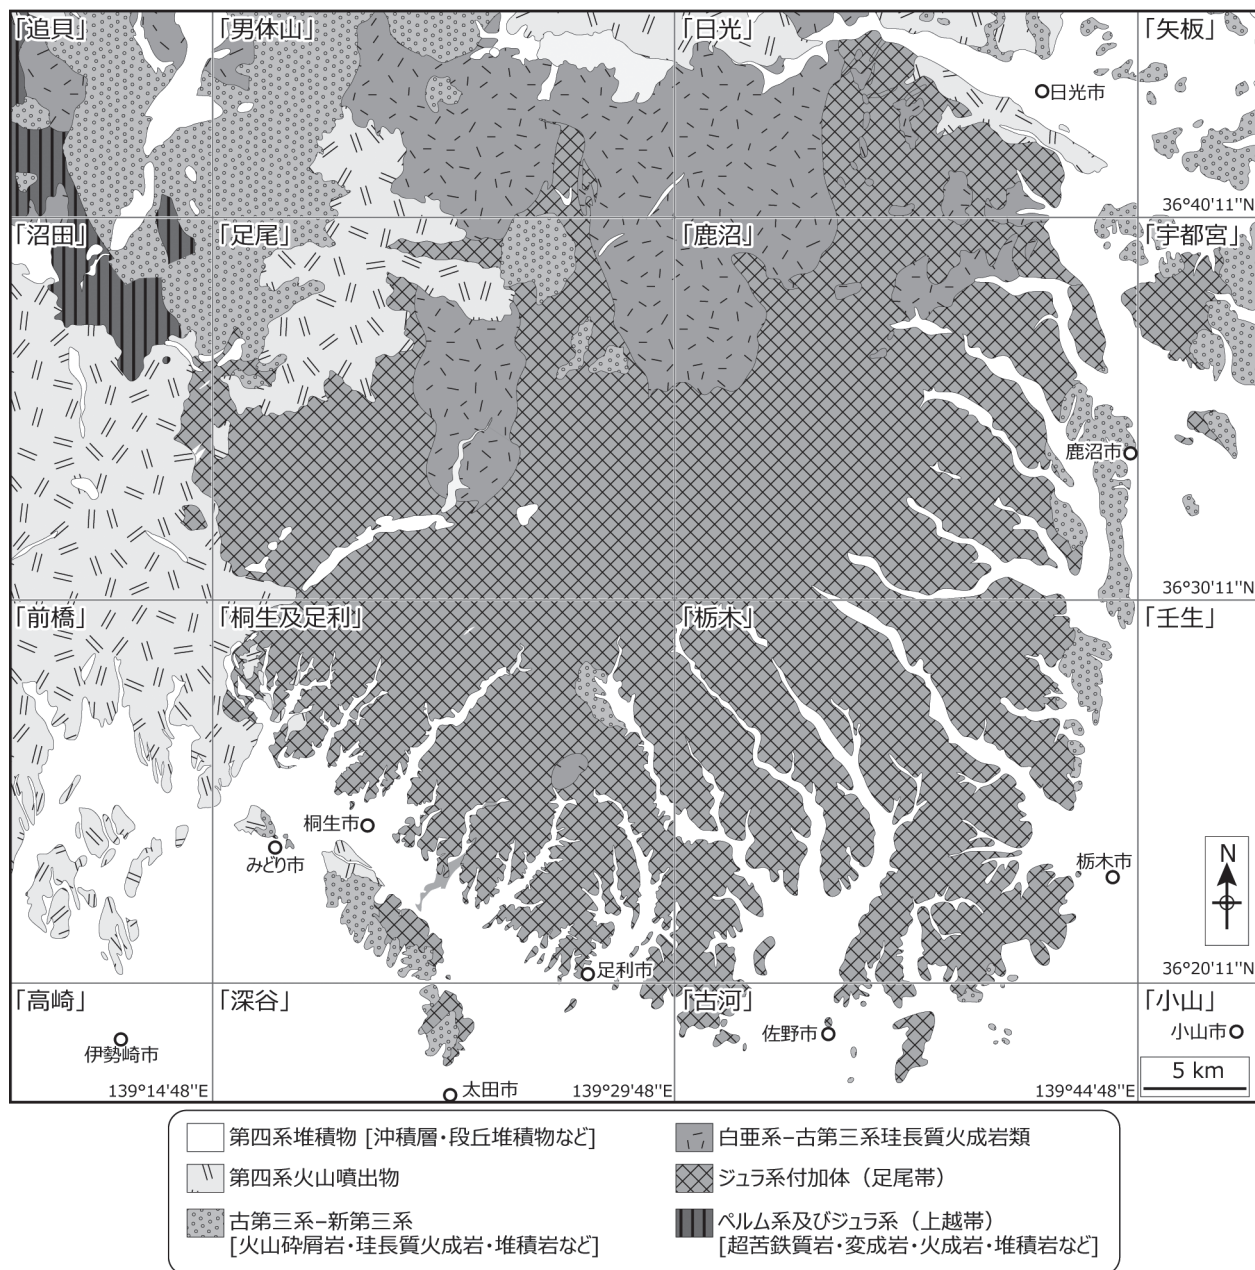 「追貝」
「男体山」
「日光」
「矢板」
日光市
36°40'11''N
「沼田」
「足尾」
「鹿沼」
「宇都宮」
鹿沼市
36°30'11''N
「前橋」
「桐生及足利」
「栃木」
「壬生」
桐生市
みどり市
栃木市
N
足利市
36°20'11''N
「高崎」
「深谷」
「古河」
「小山」
伊勢崎市
佐野市
小山市
139°14'48''E
太田市
139°29'48''E
139°44'48''E
5 km
第四系堆積物 [沖積層・段丘堆積物など]
第四系火山噴出物
古第三系−新第三系
[火山砕屑岩・珪長質火成岩・堆積岩など]
白亜系−古第三系珪長質火成岩類
ジュラ系付加体（足尾帯）
ペルム系及びジュラ系（上越帯）
[超苦鉄質岩・変成岩・火成岩・堆積岩など]